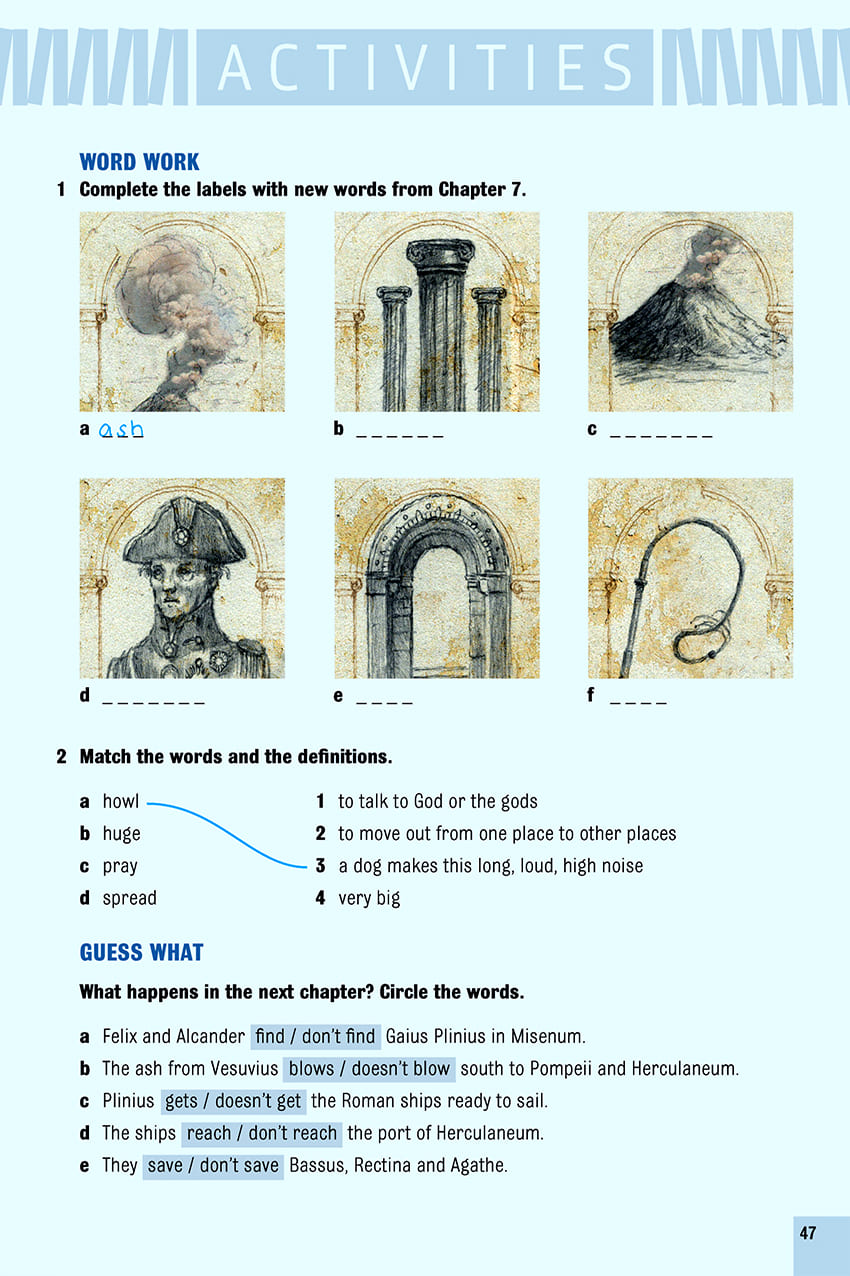 ACTIVITIES
WORD WORK
1 Complete the labels with new words from Chapter 7.
a ash
b _ _ _ _ _ _
c _ _ _ _ _ _ _
d _ _ _ _ _ _ _
e _ _ _ _
f _ _ _ _
2 Match the words and the definitions.
a howl
1 to talk to God or the gods
b huge
2 to move out from one place to other places
c pray
3 a dog makes this long, loud, high noise
d spread
4 very big
GUESS WHAT
What happens in the next chapter? Circle the words.
a Felix and Alcander find / don't find Gaius Plinius in Misenum.
b The ash from Vesuvius blows / doesn't blow south to Pompeii and Herculaneum.
c Plinius gets / doesn't get the Roman ships ready to sail.
d The ships reach / don't reach the port of Herculaneum.
e They save / don't save Bassus, Rectina and Agathe.
47